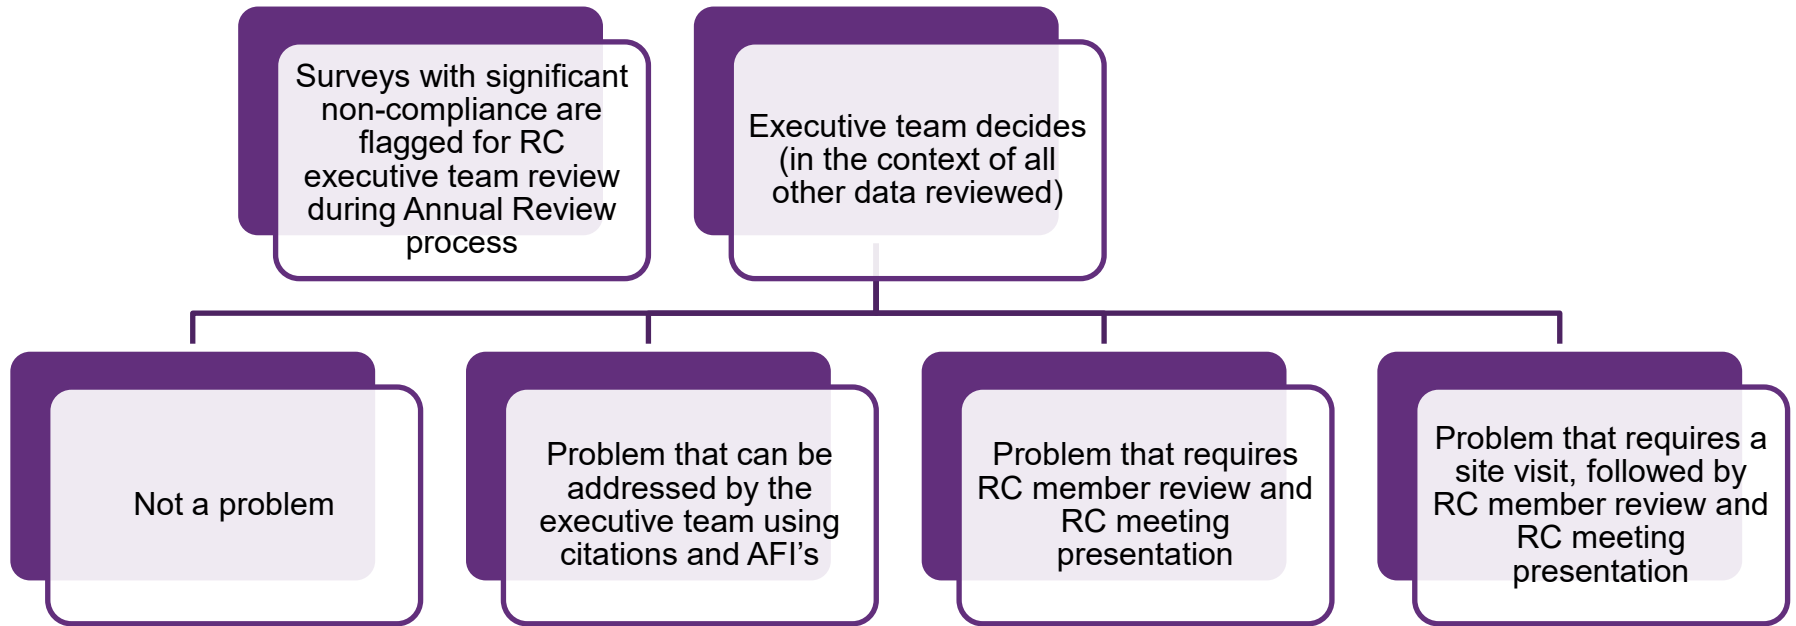 Surveys with significant
non-compliance are
flagged for RC
executive team review
during Annual Review
process
Executive team decides
(in the context of all
other data reviewed)
Not a problem
Problem that can be
addressed by the
executive team using
citations and AFI’s
Problem that requires
RC member review and
RC meeting
presentation
Problem that requires a
site visit, followed by
RC member review and
RC meeting
presentation